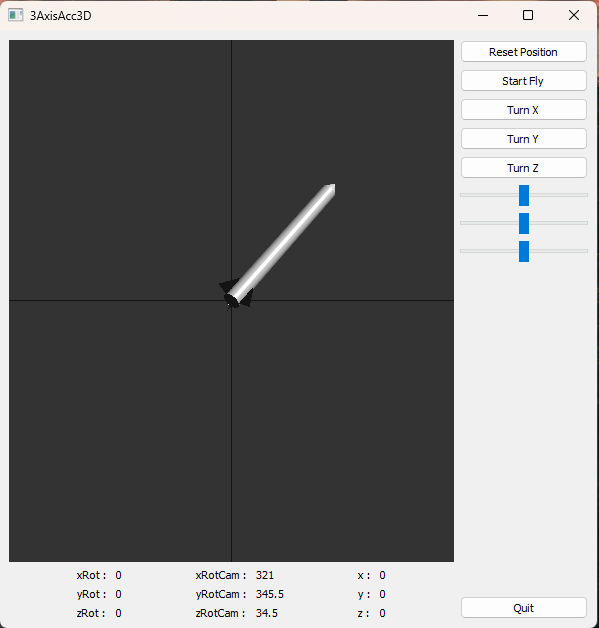 3AxisAcc3D
Reset Position
Start Fly
Turn X
Turn Y
Turn Z
xRot : 0 xRotCam : 321 x : 0
yRot : 0 yRotCam : 345.5 y : 0
zRot : 0 zRotCam : 34.5 z : 0
Quit